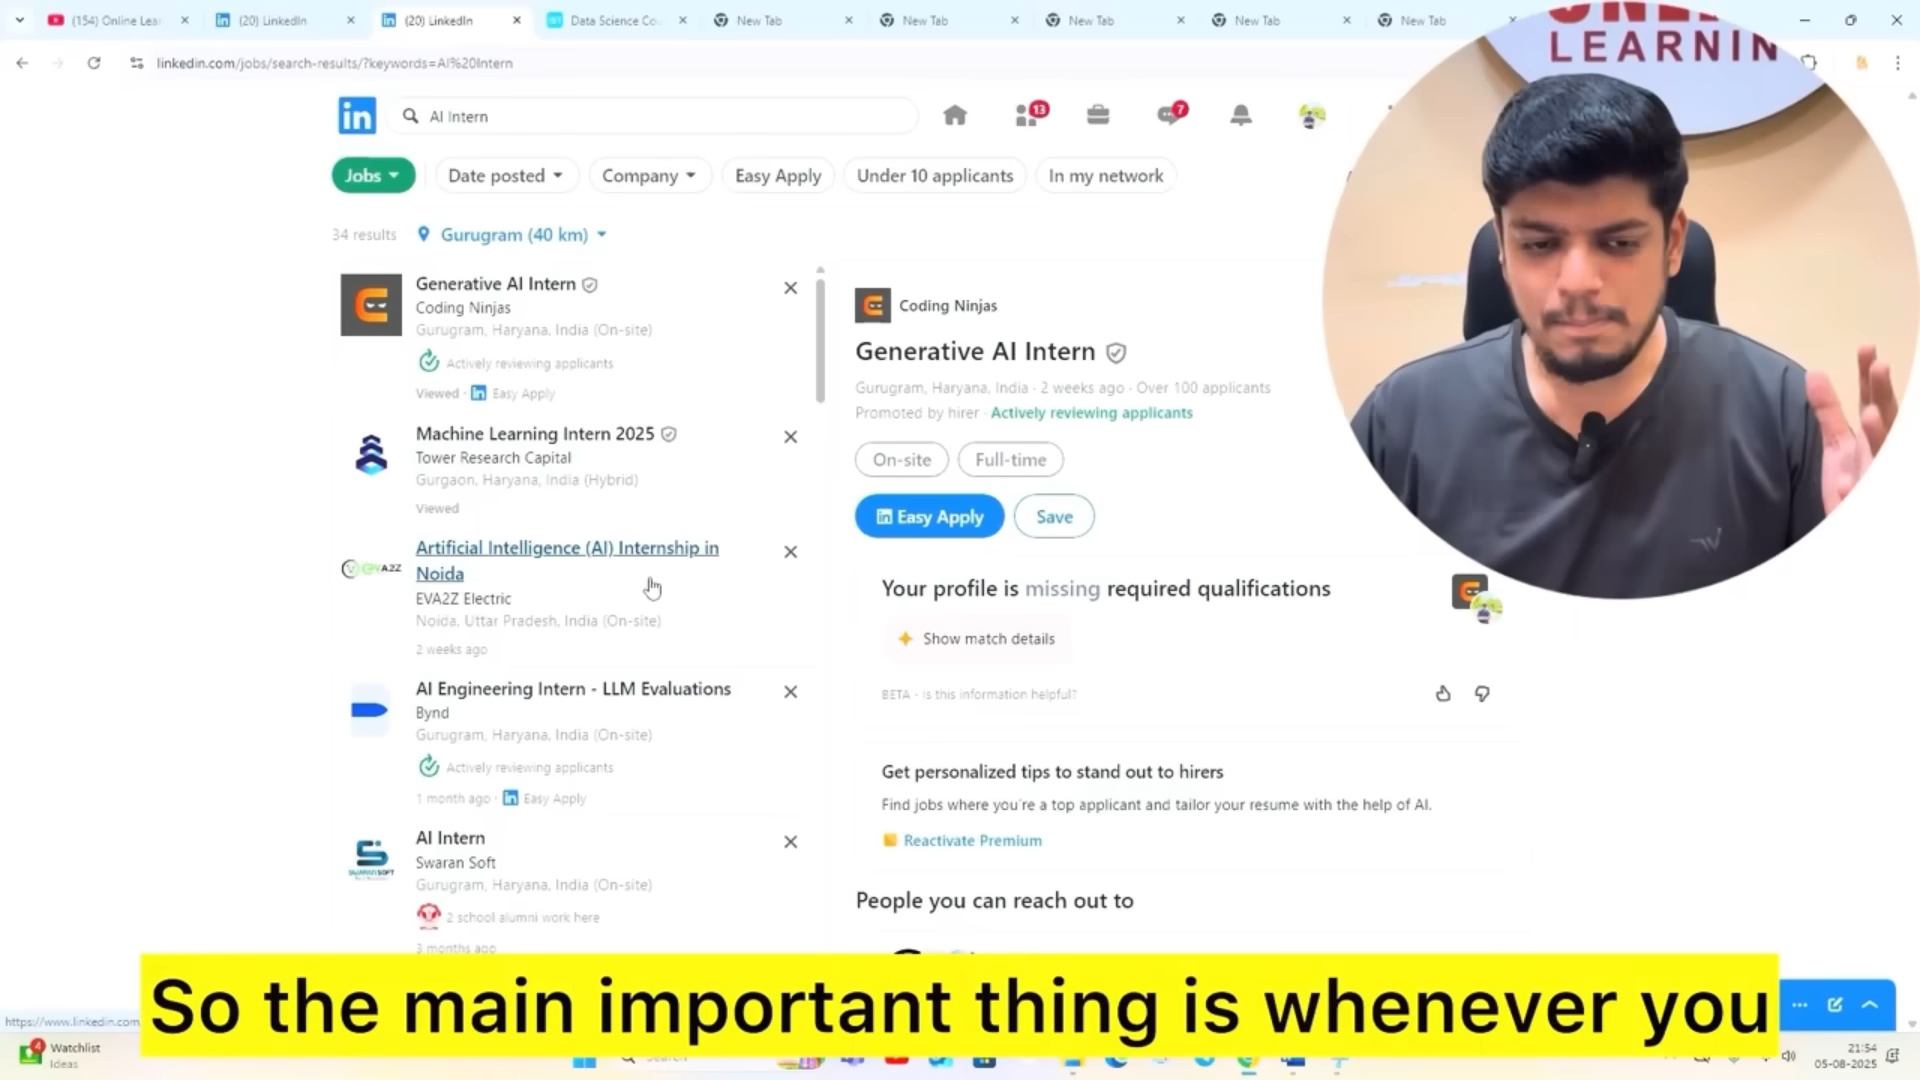 (154) Online Lea
(20) LinkedIn
(20) LinkedIn
Data Science Co
New Tab
New Tab
New Tab
New Tab
New Tab
linkedin.com/jobs/search-results/?keywords=AI%20Intern
LEARNIN
in
AI Intern
13
7
Jobs
Date posted
Company
Easy Apply
Under 10 applicants
In my network
34 results
Gurugram (40 km)
Generative AI Intern
Coding Ninjas
Gurugram, Haryana, India (On-site)
Actively reviewing applicants
Viewed · Easy Apply
Machine Learning Intern 2025
Tower Research Capital
Gurgaon, Haryana, India (Hybrid)
Viewed
Artificial Intelligence (AI) Internship in
Noida
EVA2Z Electric
Noida, Uttar Pradesh, India (On-site)
2 weeks ago
AI Engineering Intern - LLM Evaluations
Bynd
Gurugram, Haryana, India (On-site)
Actively reviewing applicants
1 month ago · Easy Apply
AI Intern
Swaran Soft
Gurugram, Haryana, India (On-site)
2 school alumni work here
3 months ago
Coding Ninjas
Generative AI Intern
Gurugram, Haryana, India · 2 weeks ago · Over 100 applicants
Promoted by hirer · Actively reviewing applicants
On-site
Full-time
Easy Apply
Save
Your profile is missing required qualifications
Show match details
BETA · Is this information helpful?
Get personalized tips to stand out to hirers
Find jobs where you're a top applicant and tailor your resume with the help of AI.
Reactivate Premium
People you can reach out to
So the main important thing is whenever you
https://www.linkedin.com
4
Watchlist
Ideas
Search
21:54
05-08-2025